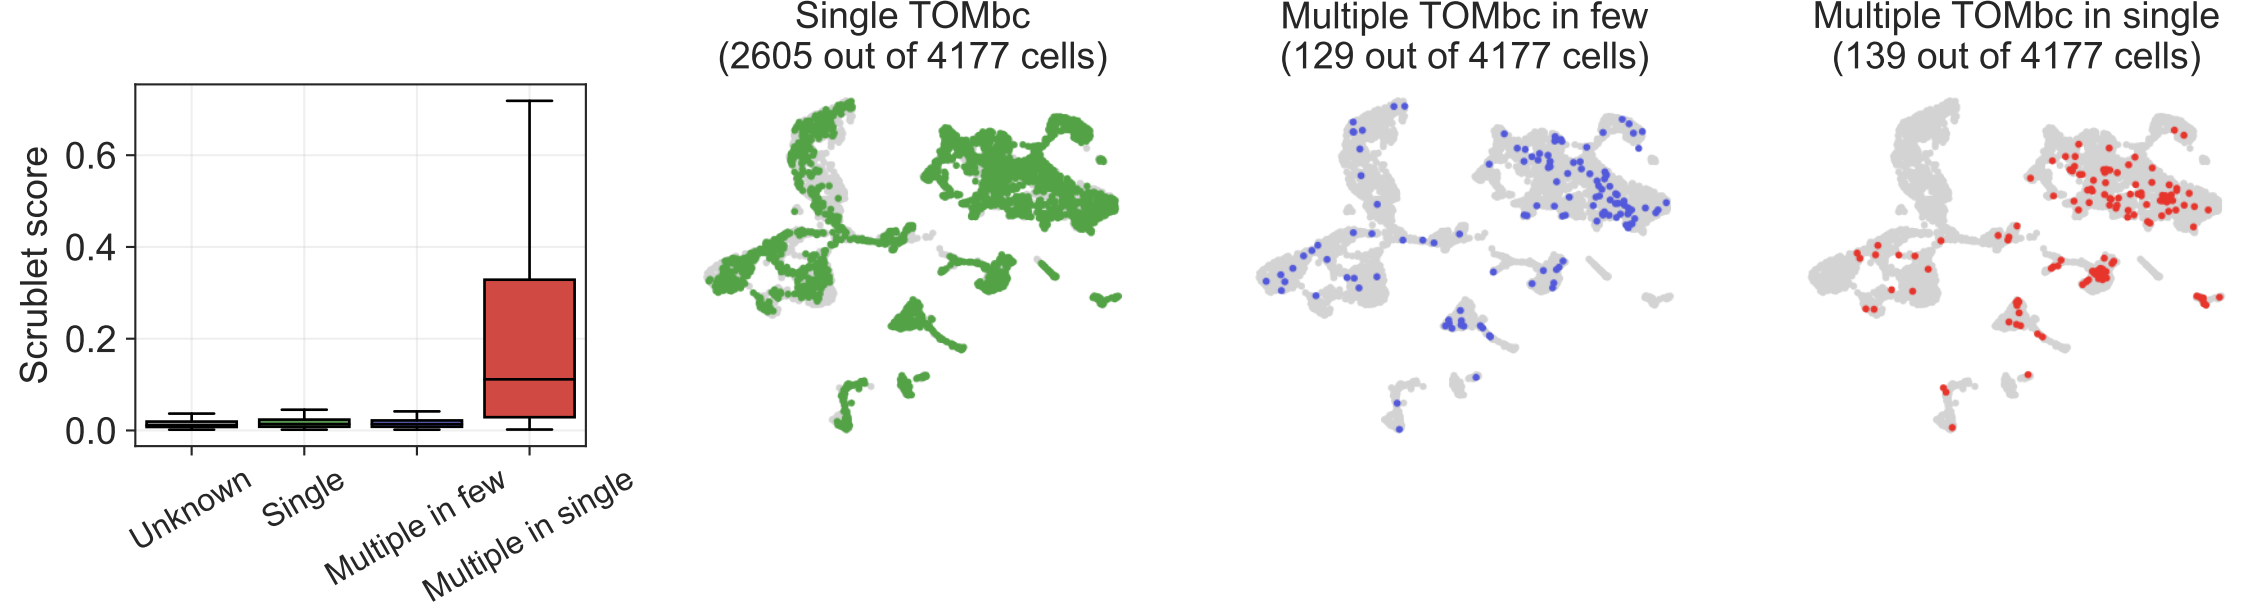 Single TOMbc
(2605 out of 4177 cells)
Multiple TOMbc in few
(129 out of 4177 cells)
Multiple TOMbc in single
(139 out of 4177 cells)
Scrublet score
0.6
0.4
0.2
0.0
Unknown
Single
Multiple in few
Multiple in single